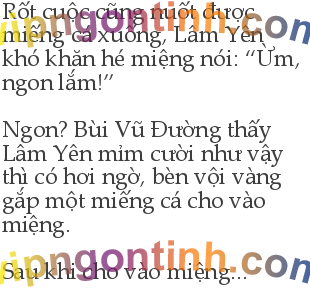 Rốt cuộc cũng nuốt được
miếng cá xuống, Lâm Yên
khó khăn hé miệng nói: “Ừm,
ngon lắm!”
Ngon? Bùi Vũ Đường thấy
Lâm Yên mỉm cười như vậy
thì có hơi ngờ, bèn vội vàng
gắp một miếng cá cho vào
miệng.
vipngontinh.com
Sau khi cho vào miệng...